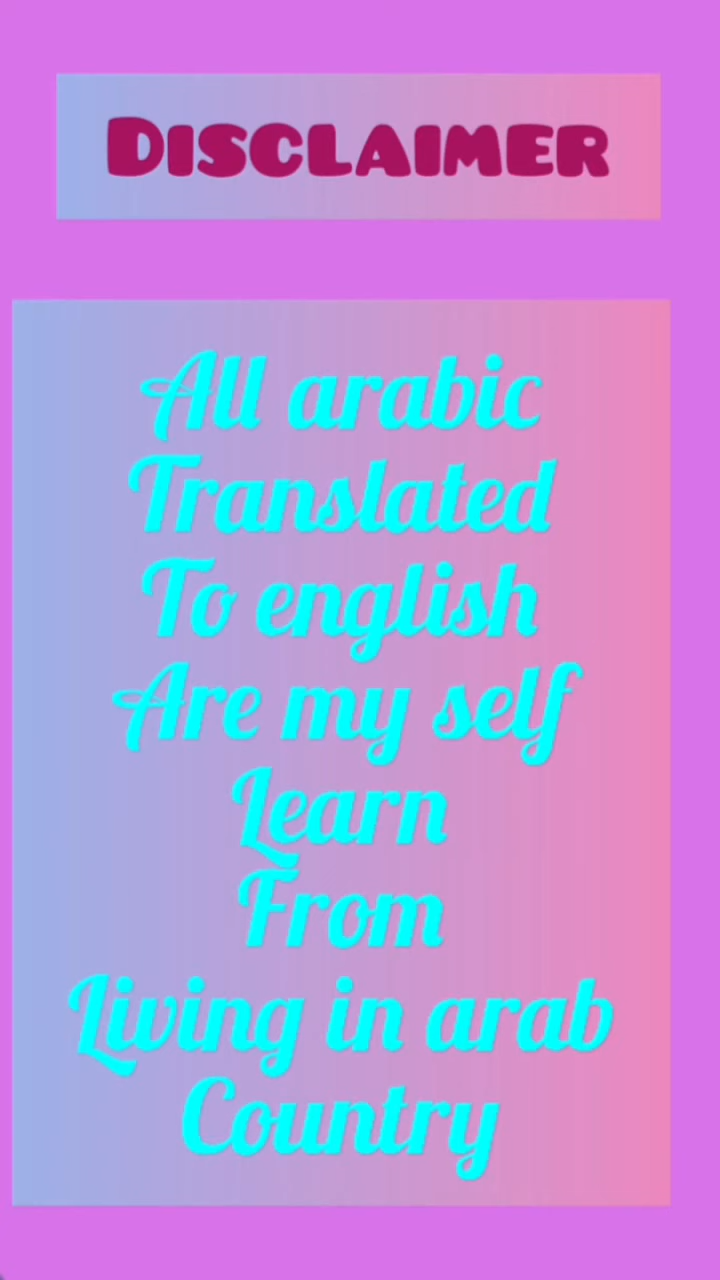 DISCLAIMER
All arabic
Translated
To english
Are my self
Learn
From
Living in arab
Country